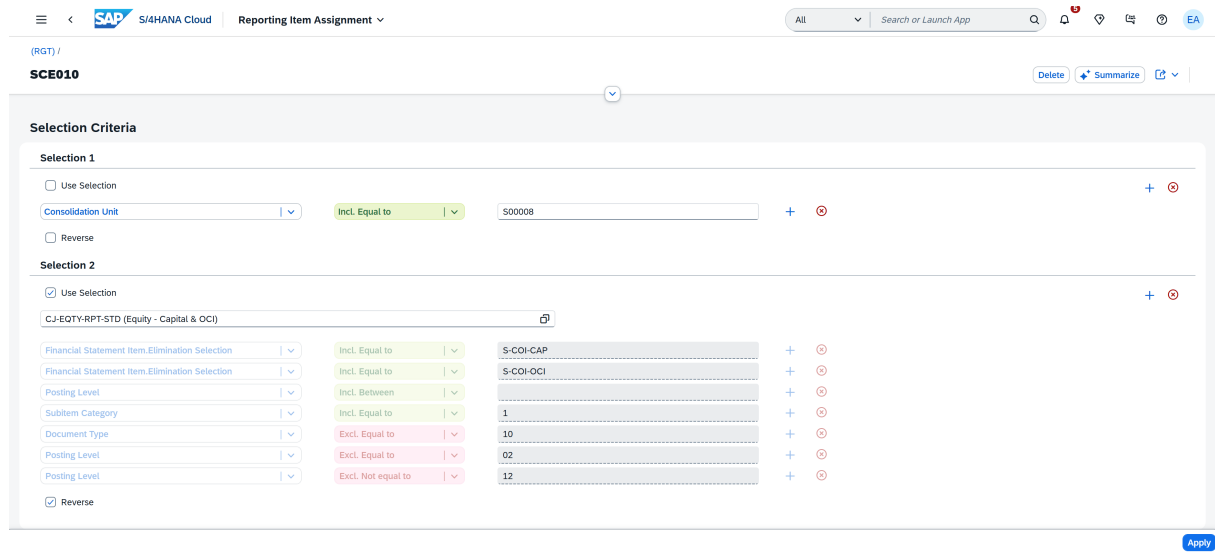 SAP S/4HANA Cloud Reporting Item Assignment All Search or Launch App 5 EA
(RGT) /
SCE010 Delete Summarize
Selection Criteria
Selection 1
Use Selection
Consolidation Unit Incl. Equal to S00008
Reverse
Selection 2
Use Selection
CJ-EQTY-RPT-STD (Equity - Capital & OCI)
Financial Statement Item.Elimination Selection Incl. Equal to S-COI-CAP
Financial Statement Item.Elimination Selection Incl. Equal to S-COI-OCI
Posting Level Incl. Between
SubItem Category Incl. Equal to 1
Document Type Excl. Equal to 10
Posting Level Excl. Equal to 02
Posting Level Excl. Not equal to 12
Reverse
Apply